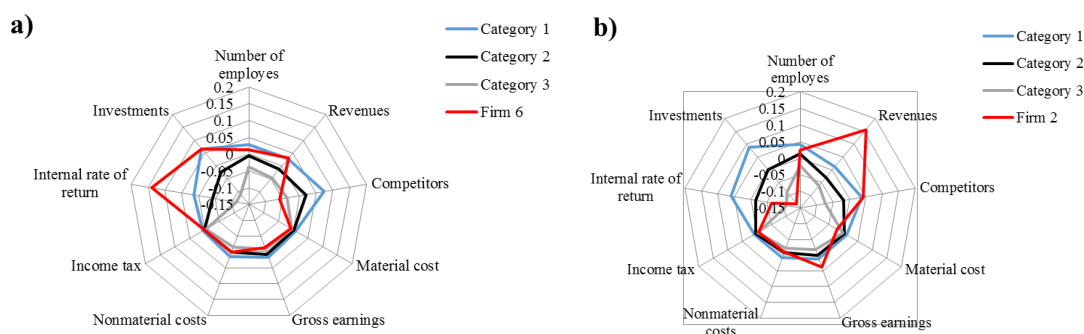 a)
Category 1
Category 2
Category 3
Firm 6
Number of
employes
Revenues
Competitors
Material cost
Gross earnings
Nonmaterial costs
Income tax
Internal rate of
return
Investments
0.2
0.15
0.1
0.05
0
-0.05
-0.1
-0.15
b)
Category 1
Category 2
Category 3
Firm 2
Number of
employes
Revenues
Competitors
Material cost
Gross earnings
Nonmaterial
costs
Income tax
Internal rate of
return
Investments
0.2
0.15
0.1
0.05
0
-0.05
-0.1
-0.15